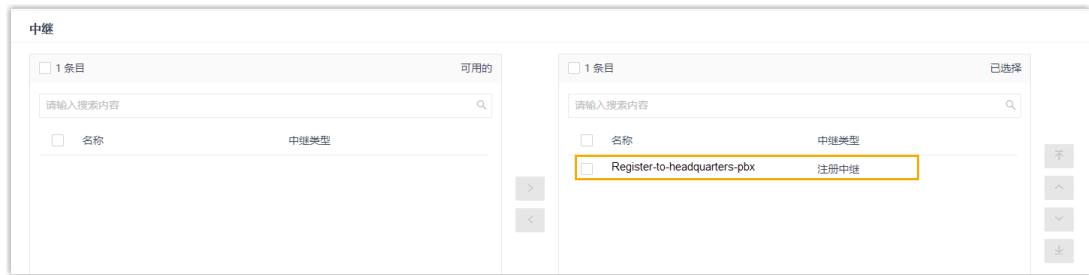 中继
1 条目 可用的
请输入搜索内容
名称 中继类型
1 条目 已选择
请输入搜索内容
名称 中继类型
Register-to-headquarters-pbx 注册中继